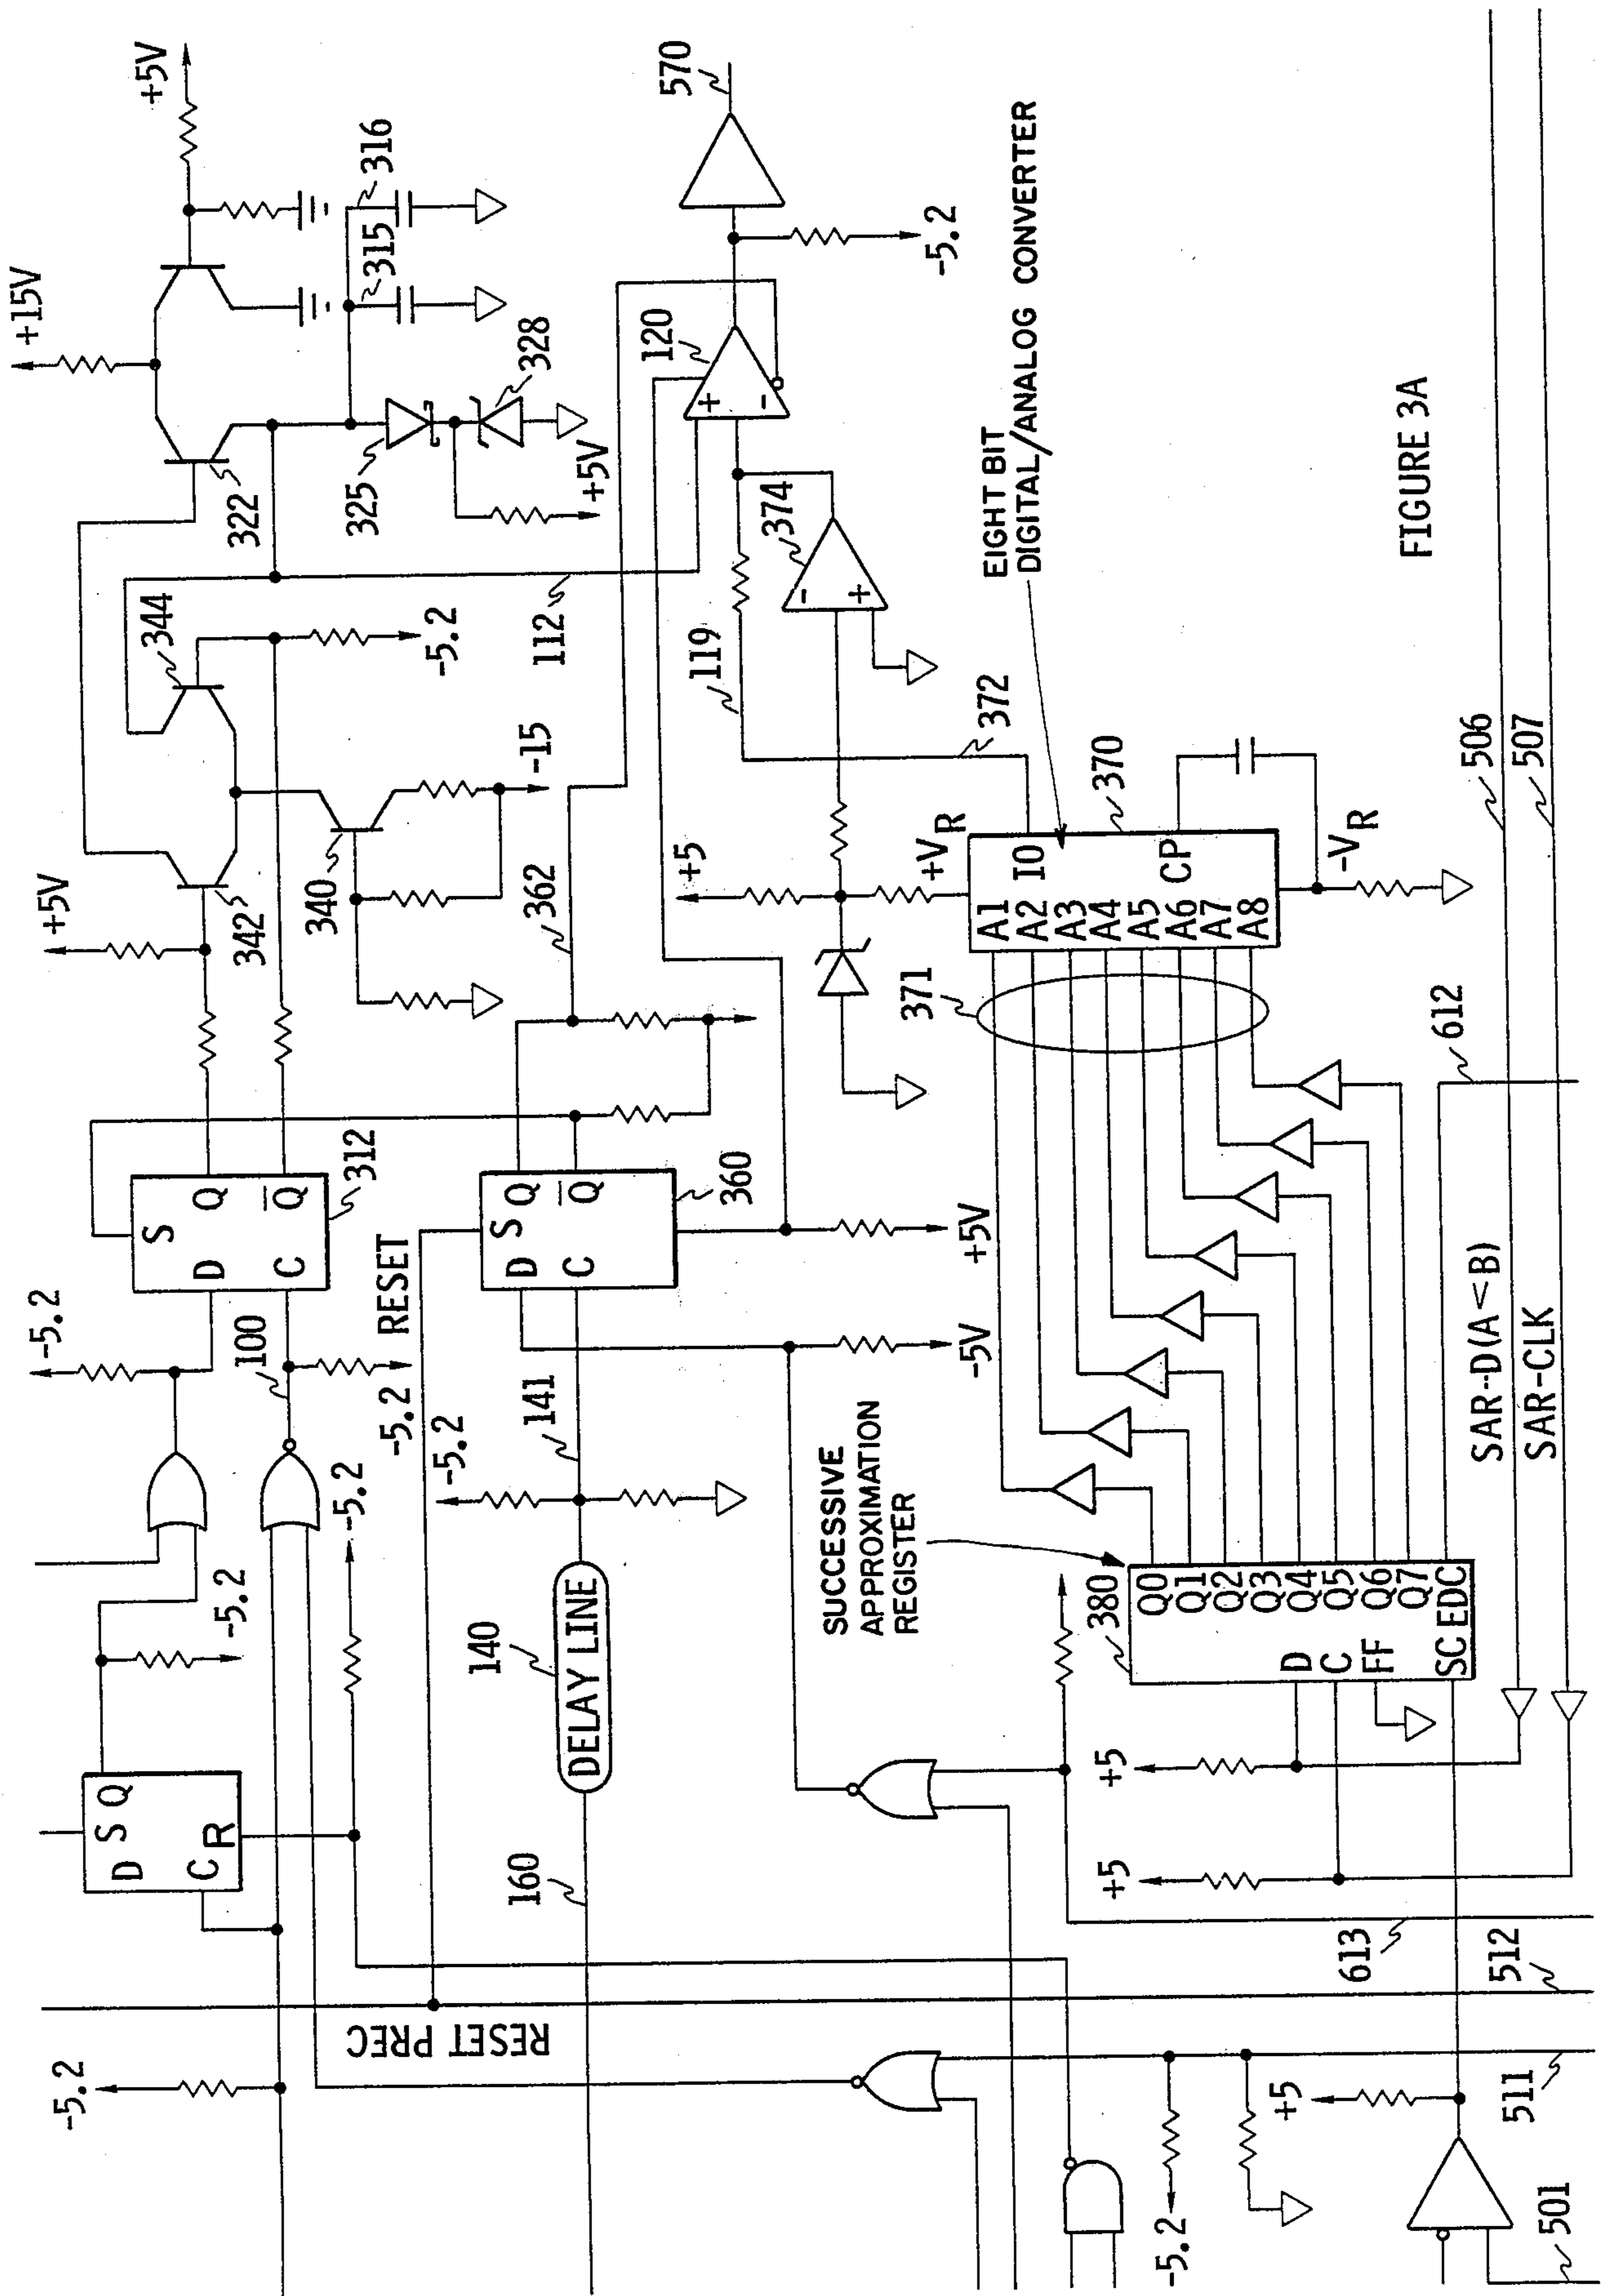 +15V
+5V
322
325
328
315
316
344
-5.2
112
342
+5V
340
-15
362
120
570
-5.2
119
374
372
EIGHT BIT
DIGITAL/ANALOG CONVERTER
FIGURE 3A
+5V
-5.2
100
S
D
Q
C
Q
312
RESET
-5.2
S
D
Q
C
Q
360
+5V
-5V
141
-5.2
140
DELAY LINE
160
-5.2
-5.2
S
D
Q
C
R
RESET PREC
-5.2
+5
+VR
A1
A2
A3
A4
A5
A6
A7
A8
IO
CP
370
-VR
371
612
506
507
SUCCESSIVE
APPROXIMATION
REGISTER
380
Q0
Q1
Q2
Q3
Q4
Q5
Q6
Q7
EDC
D
C
FF
SC
SAR-D(A<B)
SAR-CLK
+5
+5
613
512
511
+5
-5.2
501